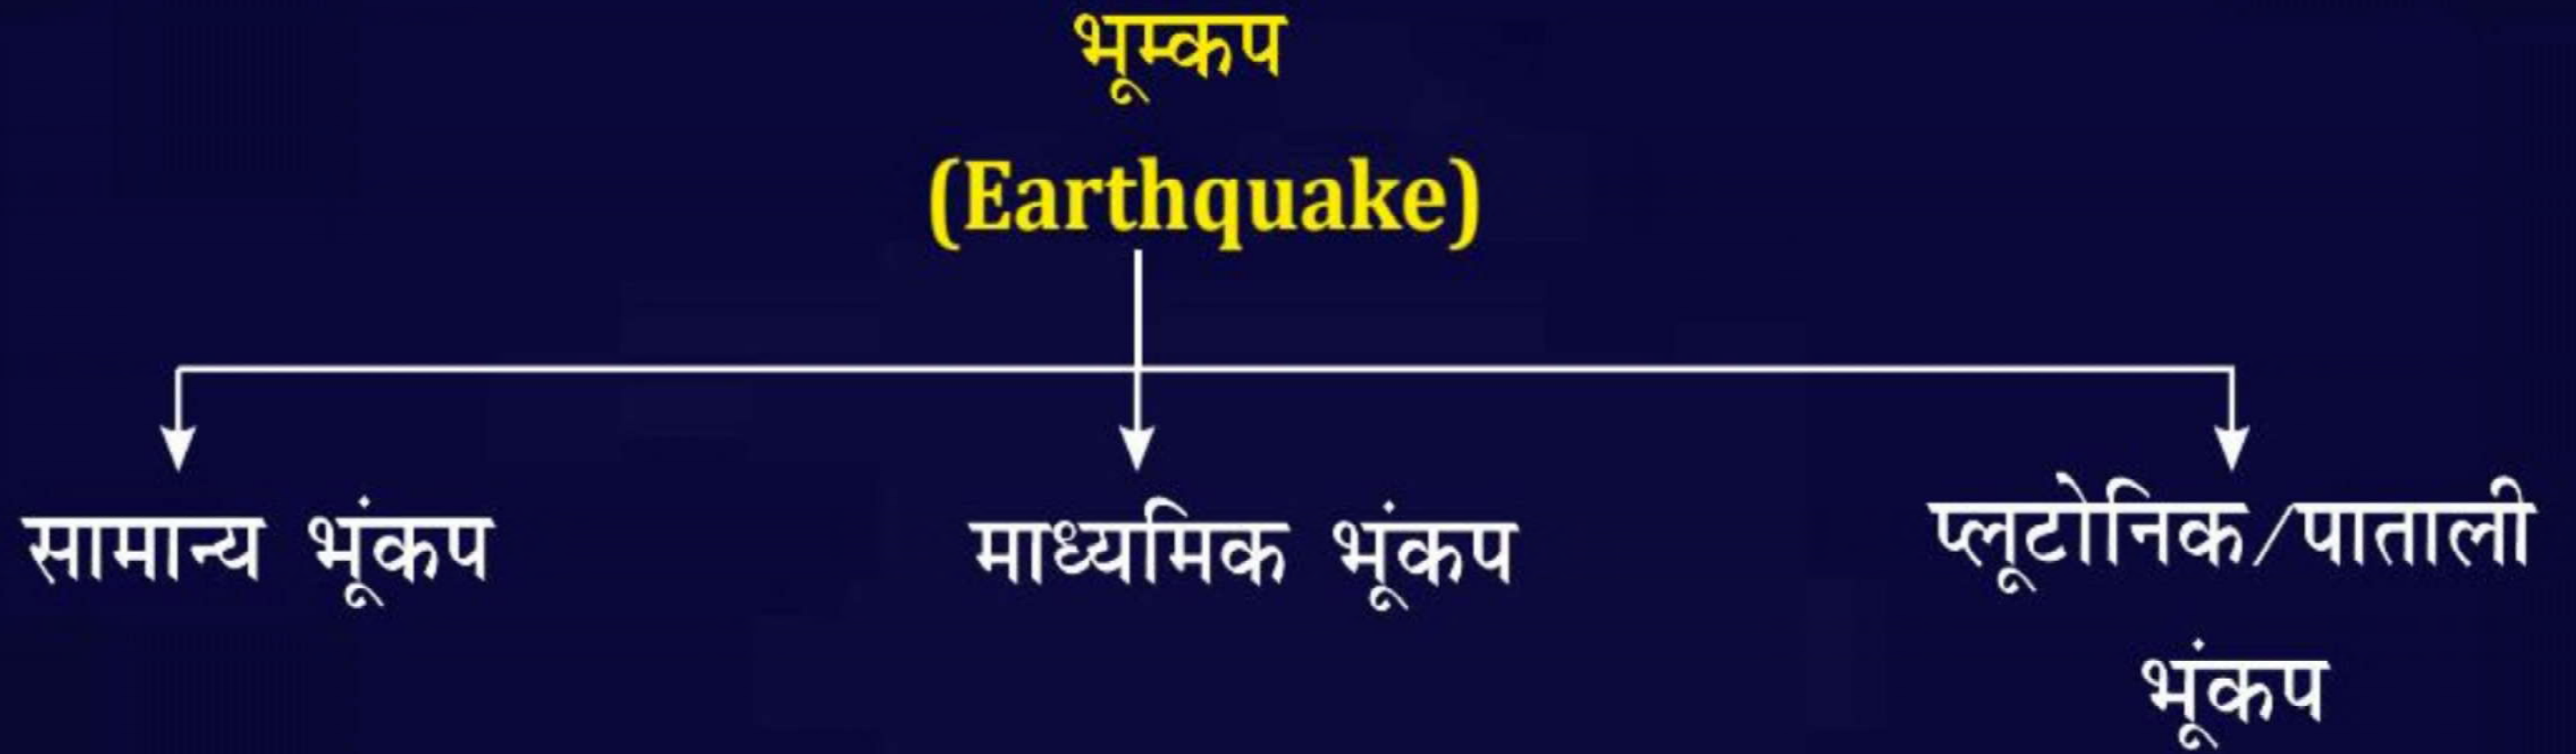 भूम्कप
(Earthquake)
सामान्य भूंकप
माध्यमिक भूंकप
प्लूटोनिक/पाताली
भूंकप